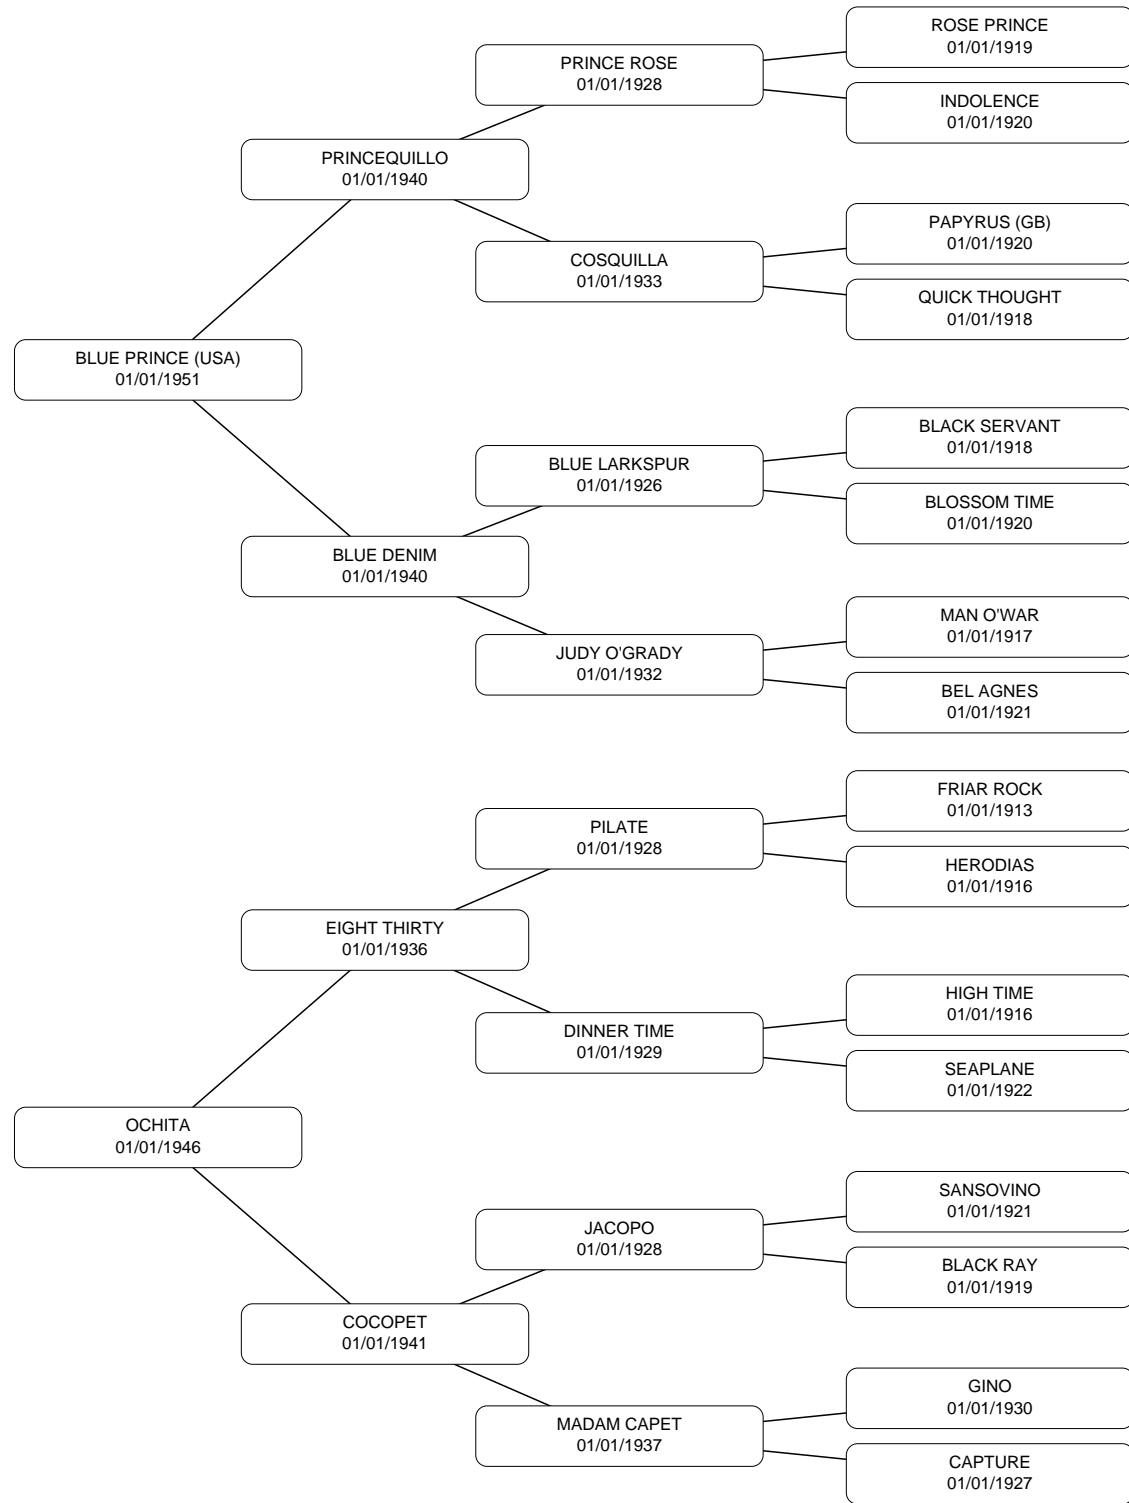 ROSE PRINCE
01/01/1919
PRINCE ROSE
01/01/1928
INDOLENCE
01/01/1920
PRINCEQUILLO
01/01/1940
PAPYRUS (GB)
01/01/1920
COSQUILLA
01/01/1933
QUICK THOUGHT
01/01/1918
BLUE PRINCE (USA)
01/01/1951
BLACK SERVANT
01/01/1918
BLUE LARKSPUR
01/01/1926
BLOSSOM TIME
01/01/1920
BLUE DENIM
01/01/1940
MAN O'WAR
01/01/1917
JUDY O'GRADY
01/01/1932
BEL AGNES
01/01/1921
FRIAR ROCK
01/01/1913
PILATE
01/01/1928
HERODIAS
01/01/1916
EIGHT THIRTY
01/01/1936
HIGH TIME
01/01/1916
DINNER TIME
01/01/1929
SEAPLANE
01/01/1922
OCHITA
01/01/1946
SANSOVINO
01/01/1921
JACOPO
01/01/1928
BLACK RAY
01/01/1919
COCOPET
01/01/1941
GINO
01/01/1930
MADAM CAPET
01/01/1937
CAPTURE
01/01/1927